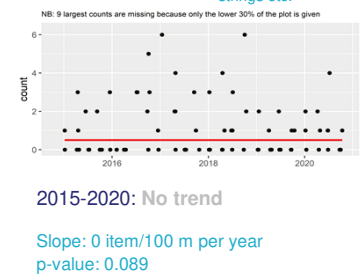 NB: 9 largest counts are missing because only the lower 30% of the plot is given
6
4
count
2
0
2016 2018 2020
2015-2020: No trend
Slope: 0 item/100 m per year
p-value: 0.089